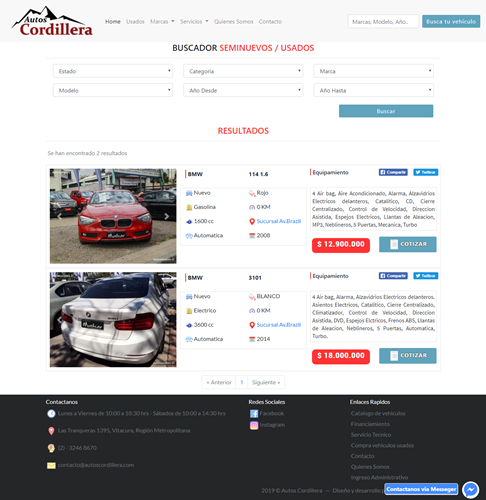 Autos
Cordillera
Home Usados Marcas Servicios Quienes Somos Contacto
Marcas, Modelo, Año..
Busca tu vehículo
BUSCADOR SEMINUEVOS / USADOS
Estado
Categoría
Marca
Modelo
Año Desde
Año Hasta
Buscar
RESULTADOS
Se han encontrado 2 resultados
BMW
114 1.6
Nuevo
Rojo
Gasolina
0 KM
1600 cc
Sucursal Av.Brazil
Automatica
2008
Equipamiento
Compartir
Twittear
4 Air bag, Aire Acondicionado, Alarma, Alzavidrios
Electricos delanteros, Catalitico, CD, Cierre
Centralizado, Control de Velocidad, Direccion
Asistida, Espejos Electricos, Llantas de Aleacion,
MP3, Neblineros, 5 Puertas, Mecanica, Turbo
$ 12.900.000
COTIZAR
BMW
3101
Nuevo
BLANCO
Electrico
0 KM
3600 cc
Sucursal Av.Brazil
Automatica
2014
Equipamiento
Compartir
Twittear
4 Air bag, Alarma, Alzavidrios Electricos delanteros.
Asientos Electricos, Catalitico, Cierre Centralizado,
Climatizador, Control de Velocidad, Direccion
Asistida, DVD, Espejos Elctricos, Frenos ABS, Llantas
de Aleacion, Neblineros, 5 Puertas, Automatica,
Turbo.
$ 18.000.000
COTIZAR
« Anterior 1 Siguiente »
Contactanos
Lunes a Viernes de 10:00 a 18:30 hrs - Sábados de 10:00 a 14:30 hrs
Las Tranqueras 1395, Vitacura, Región Metropolitana
(2) - 3246 8670
contacto@autoscordillera.com
Redes Sociales
Facebook
Instagram
Enlaces Rapidos
Catalogo de vehículos
Financiamiento
Servicio Tecnico
Compra vehículos usados
Contacto
Quienes Somos
Ingreso Administrativo
2019 © Autos Cordillera — Diseño y desarrollo
Contactanos via Messeger